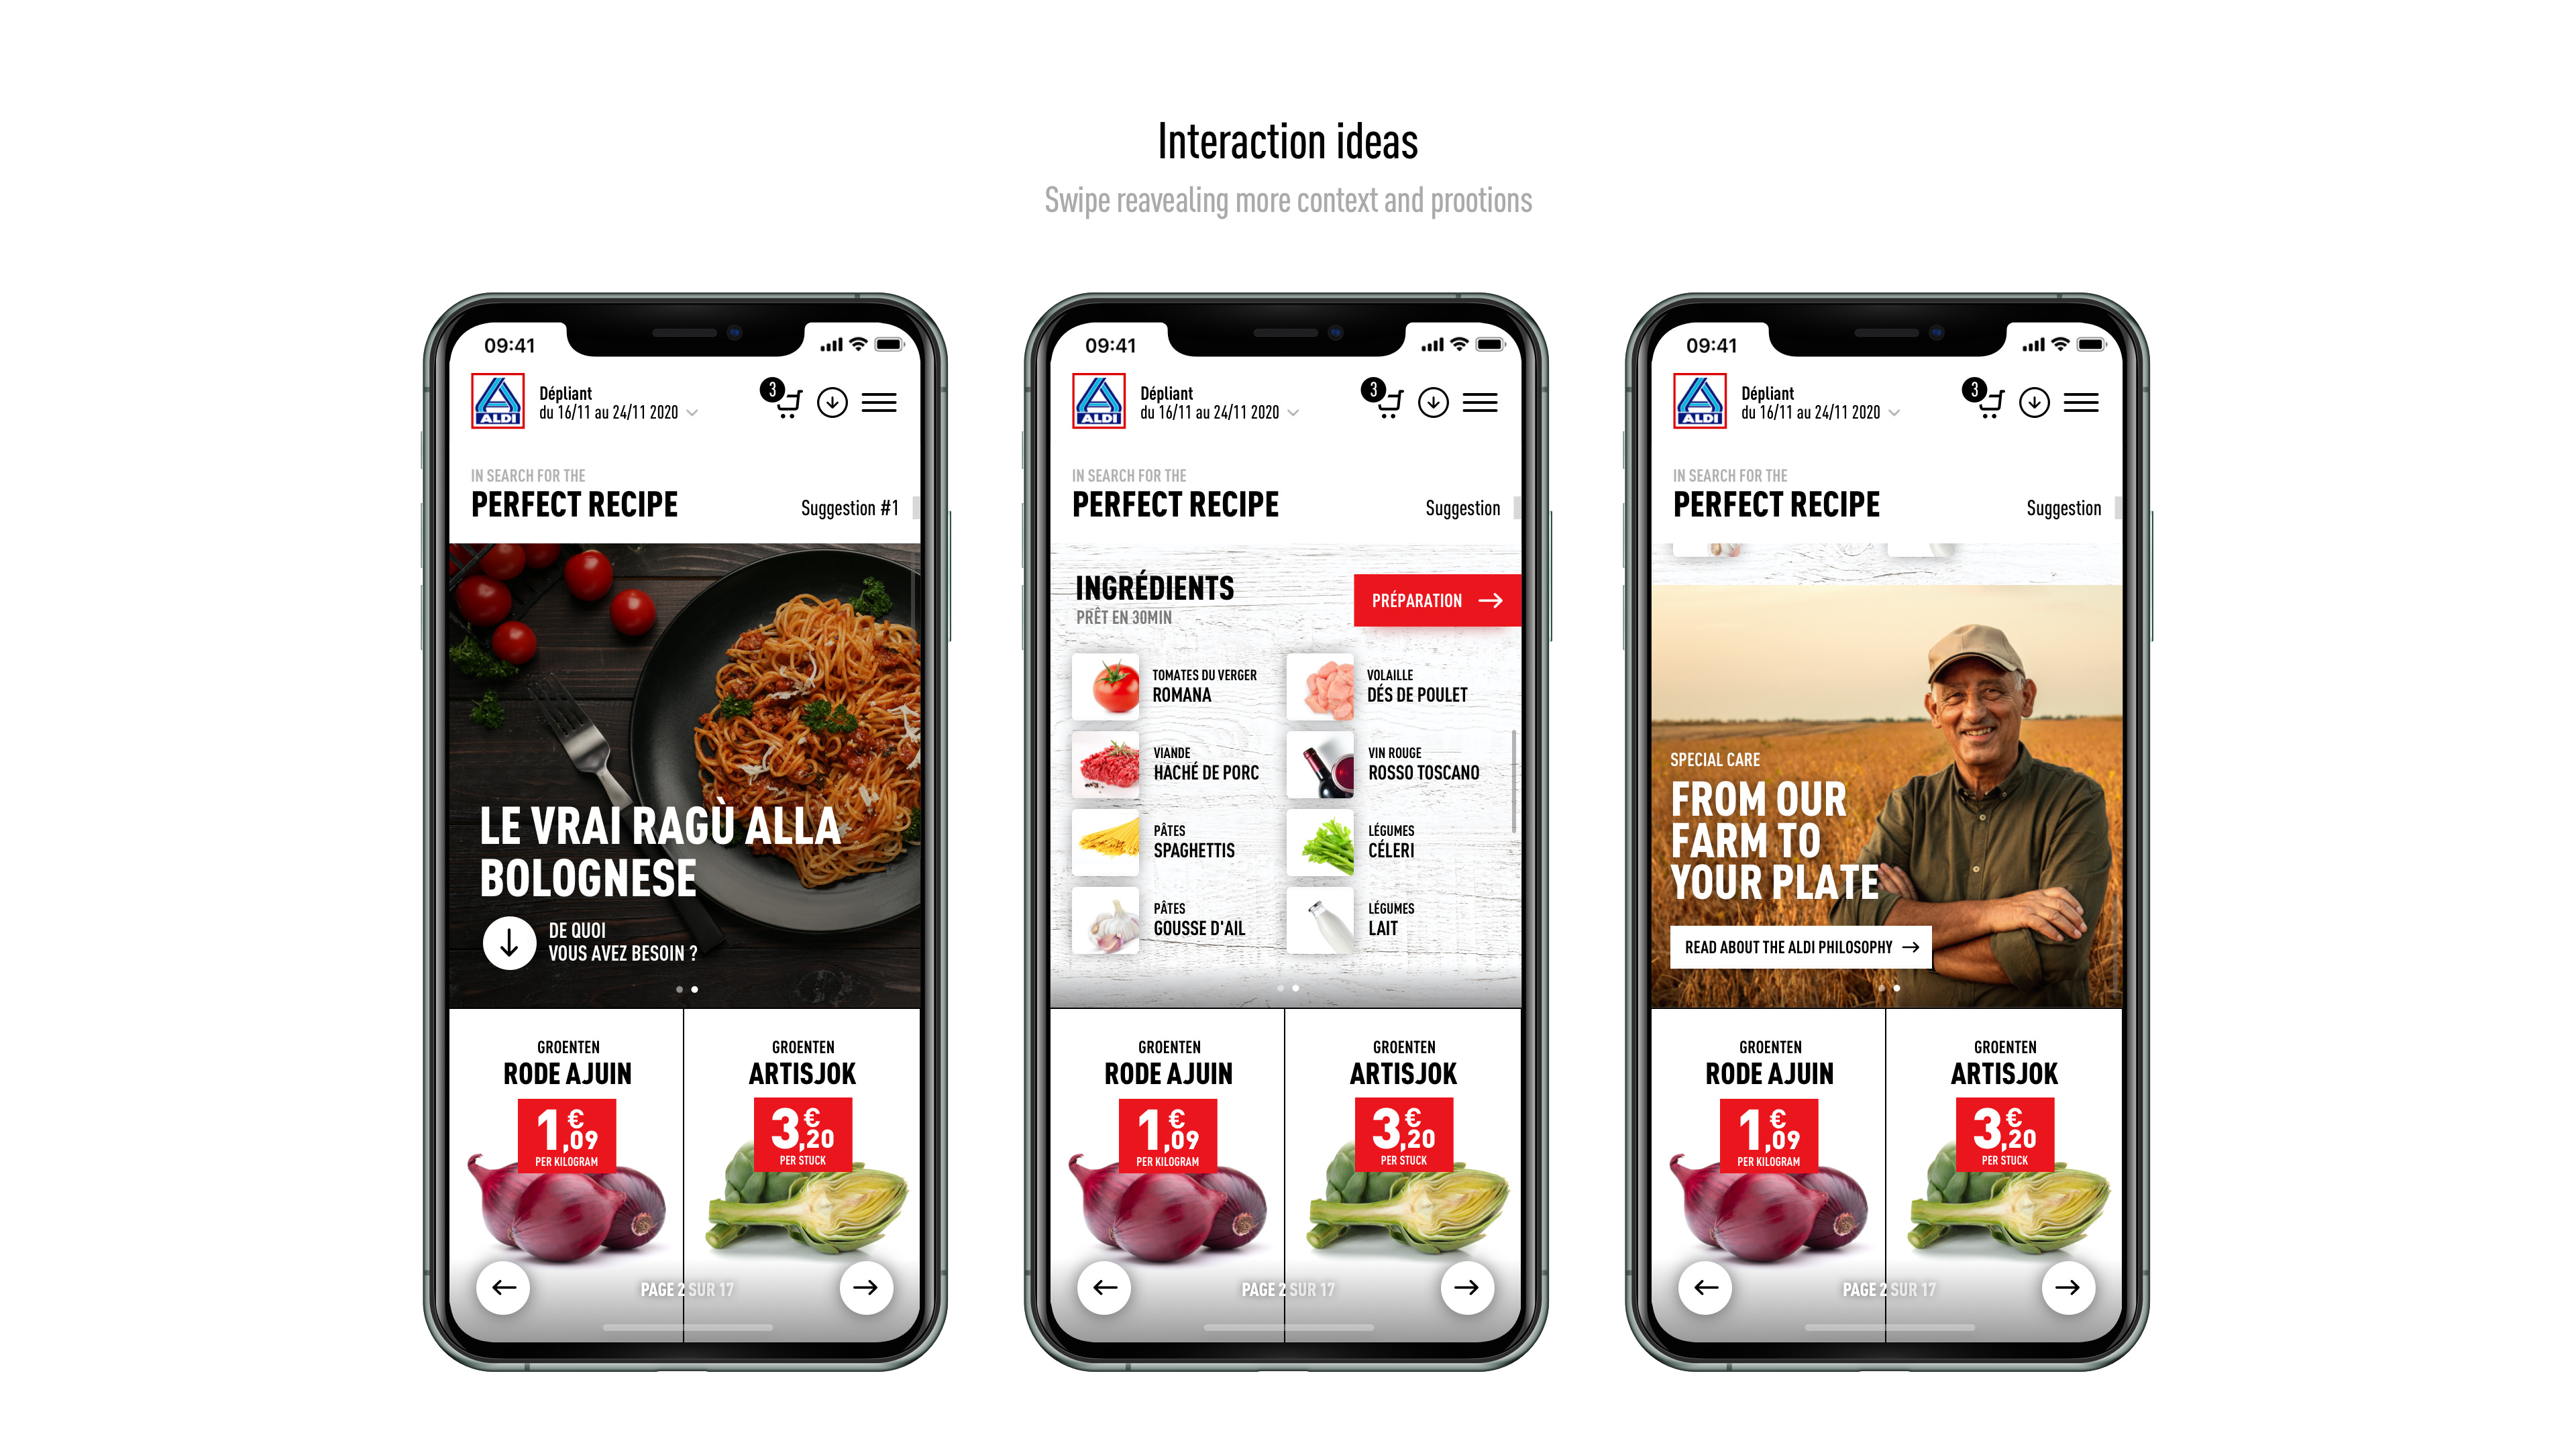 Interaction ideas
Swipe reavealing more context and prootions
09:41
ALDI
Dépliant
du 16/11 au 24/11 2020
3
IN SEARCH FOR THE
PERFECT RECIPE
Suggestion #1
LE VRAI RAGÙ ALLA
BOLOGNESE
DE QUOI
VOUS AVEZ BESOIN ?
GROENTEN
RODE AJUIN
1€,09
PER KILOGRAM
GROENTEN
ARTISJOK
3€,20
PER STUCK
PAGE 2 SUR 17
09:41
ALDI
Dépliant
du 16/11 au 24/11 2020
3
IN SEARCH FOR THE
PERFECT RECIPE
Suggestion
INGRÉDIENTS
PRÊT EN 30MIN
PRÉPARATION
TOMATES DU VERGER
ROMANA
VOLAILLE
DÉS DE POULET
VIANDE
HACHÉ DE PORC
VIN ROUGE
ROSSO TOSCANO
PÂTES
SPAGHETTIS
LÉGUMES
CÉLERI
PÂTES
GOUSSE D'AIL
LÉGUMES
LAIT
GROENTEN
RODE AJUIN
1€,09
PER KILOGRAM
GROENTEN
ARTISJOK
3€,20
PER STUCK
PAGE 2 SUR 17
09:41
ALDI
Dépliant
du 16/11 au 24/11 2020
3
IN SEARCH FOR THE
PERFECT RECIPE
Suggestion
SPECIAL CARE
FROM OUR
FARM TO
YOUR PLATE
READ ABOUT THE ALDI PHILOSOPHY
GROENTEN
RODE AJUIN
1€,09
PER KILOGRAM
GROENTEN
ARTISJOK
3€,20
PER STUCK
PAGE 2 SUR 17